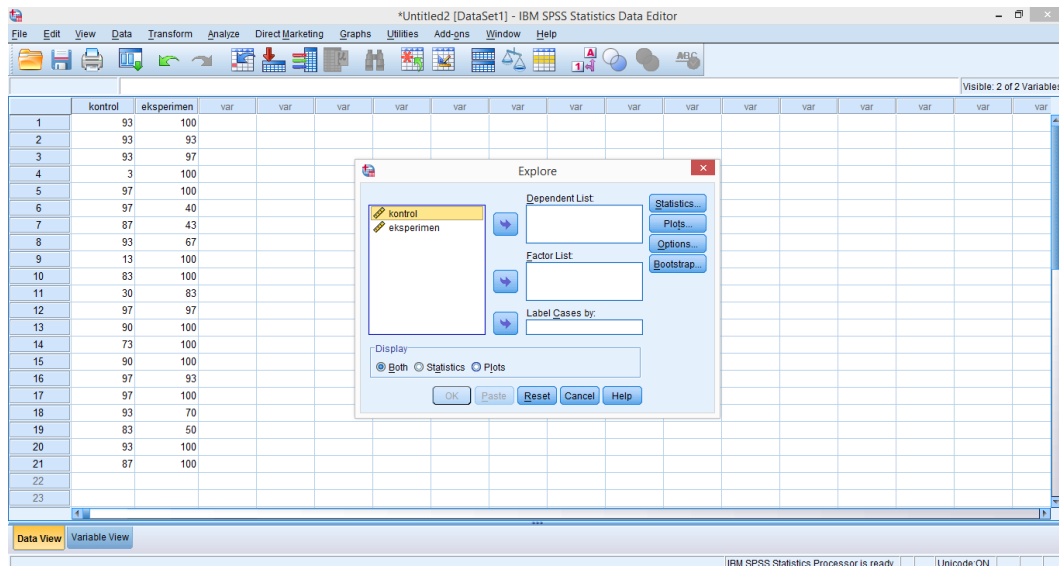 *Untitled2 [DataSet1] - IBM SPSS Statistics Data Editor
File Edit View Data Transform Analyze Direct Marketing Graphs Utilities Add-ons Window Help
Visible: 2 of 2 Variables
kontrol eksperimen var var var var var var var var var var var var var var var
1 93 100
2 93 93
3 93 97
4 3 100
5 97 100
6 97 40
7 87 43
8 93 67
9 13 100
10 83 100
11 30 83
12 97 97
13 90 100
14 73 100
15 90 100
16 97 93
17 97 100
18 93 70
19 83 50
20 93 100
21 87 100
22
23
Explore
kontrol
eksperimen
Dependent List:
Factor List:
Label Cases by:
Statistics...
Plots...
Options...
Bootstrap...
Display
Both Statistics Plots
OK Paste Reset Cancel Help
Data View Variable View
IBM SPSS Statistics Processor is ready Unicode:ON